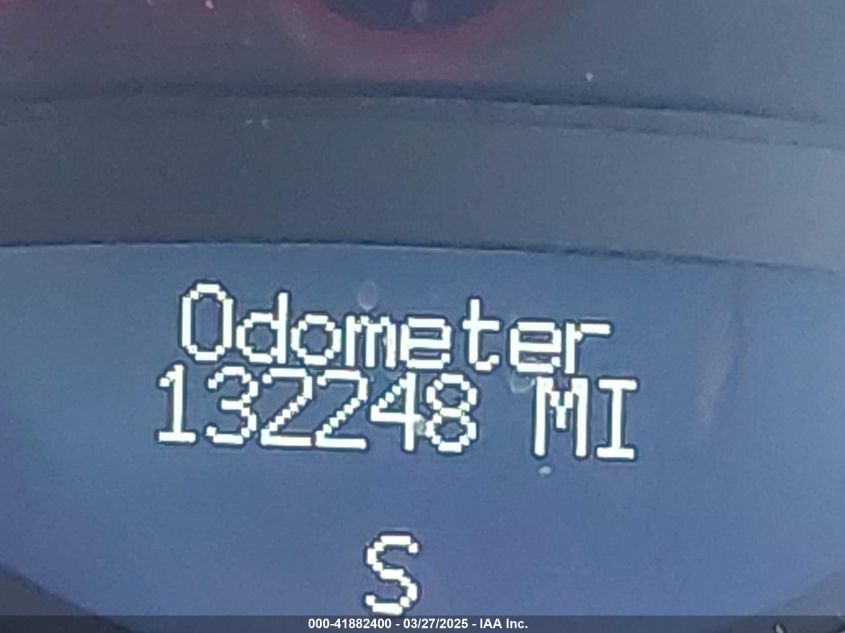 Odometer
132248 MI
S
000-41882400 - 03/27/2025 - IAA Inc.